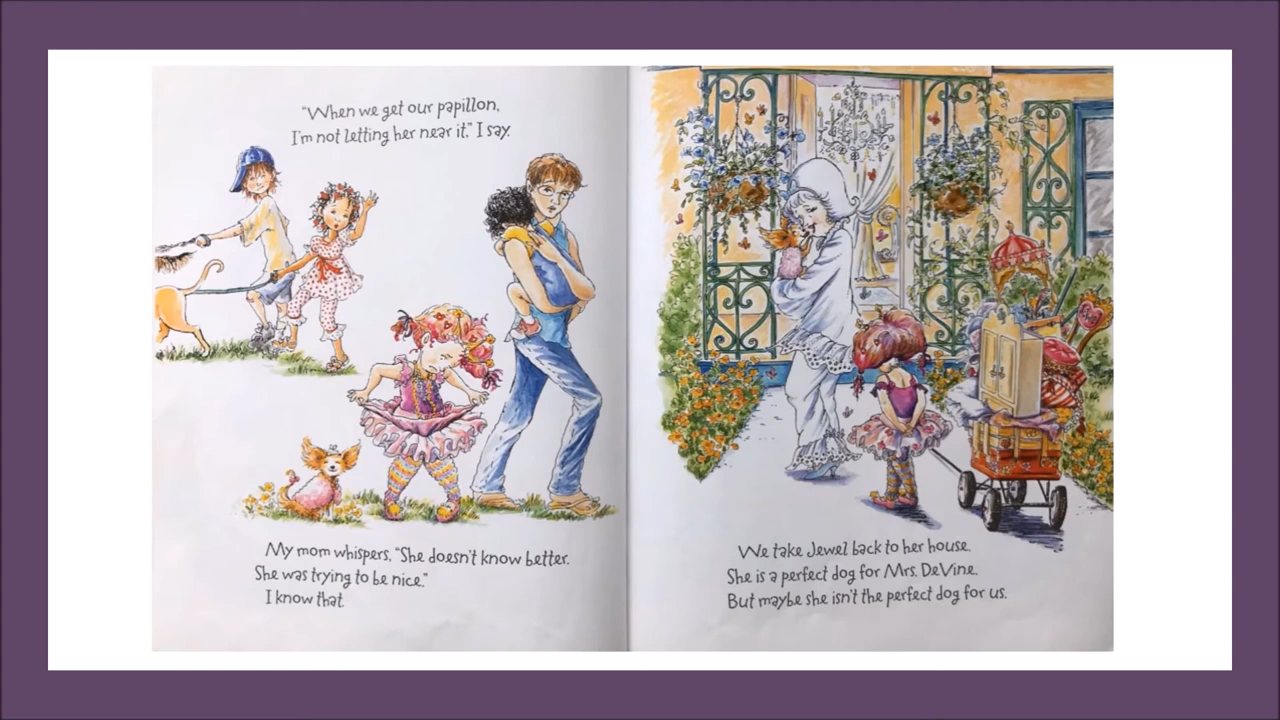 "When we get our papillon,
I'm not letting her near it," I say.
My mom whispers, "She doesn't know better.
She was trying to be nice."
I know that.
We take Jewel back to her house.
She is a perfect dog for Mrs. DeVine.
But maybe she isn't the perfect dog for us.